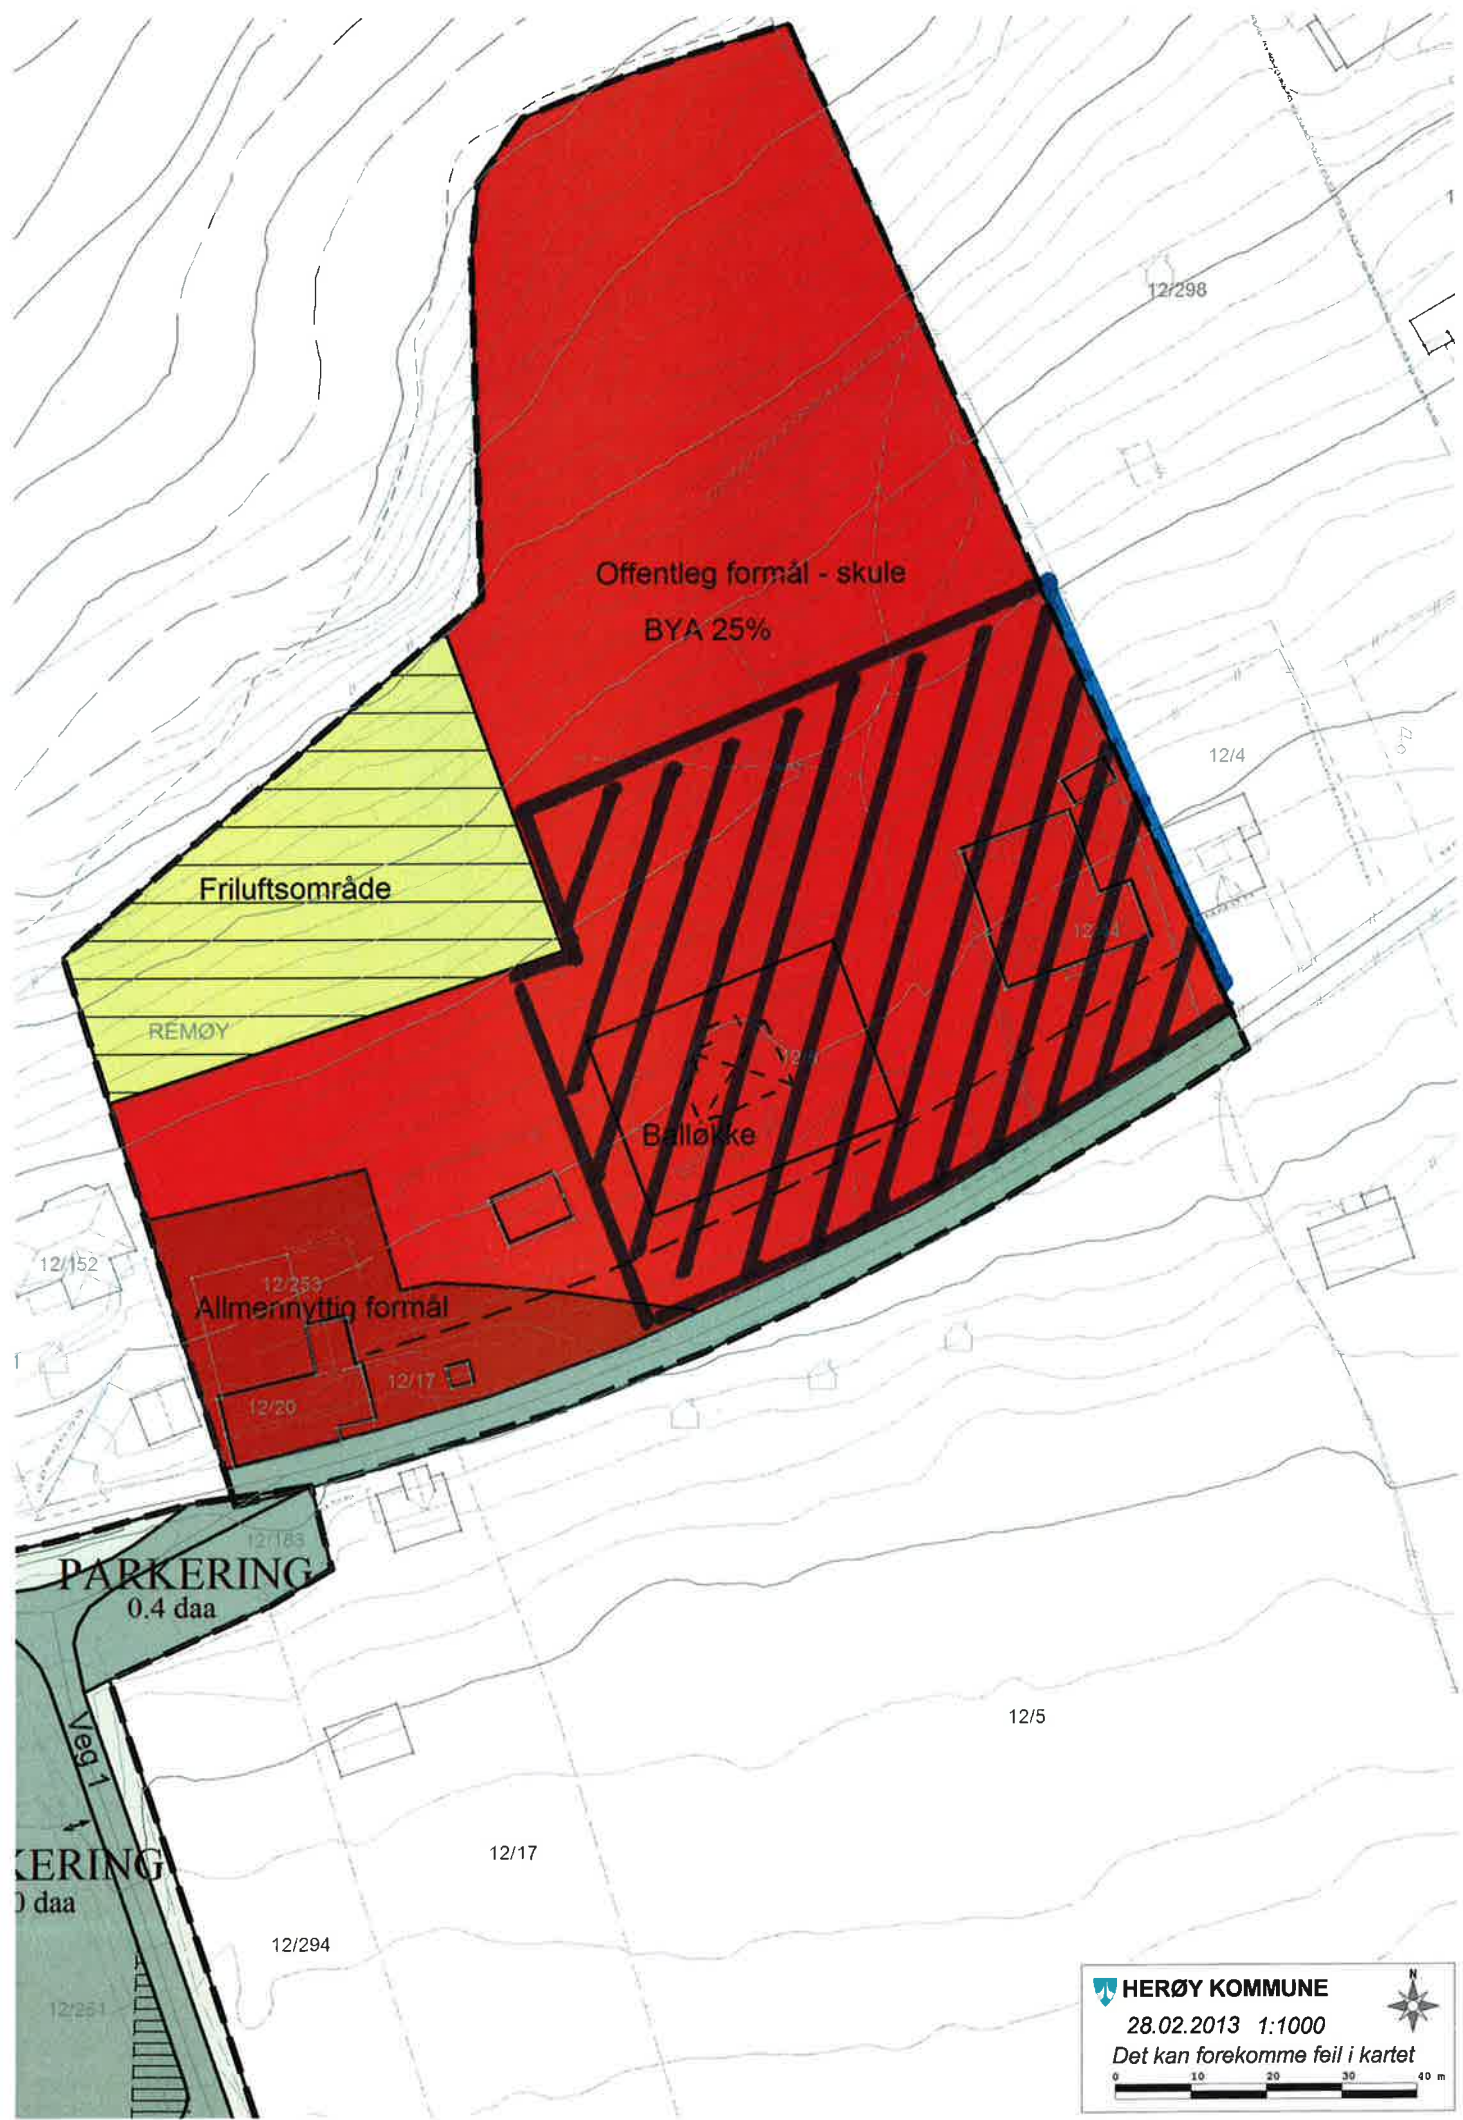 12/298
Offentleg formål - skule
BYA 25%
12/4
Friluftsområde
REMØY
Balløkke
12/152
12/253
Allmennyttig formål
12/17
12/20
12/183
PARKERING
0.4 daa
12/5
Veg 1
12/17
KERING
0 daa
12/294
12/261
HERØY KOMMUNE
N
28.02.2013 1:1000
Det kan forekomme feil i kartet
0 10 20 30 40 m